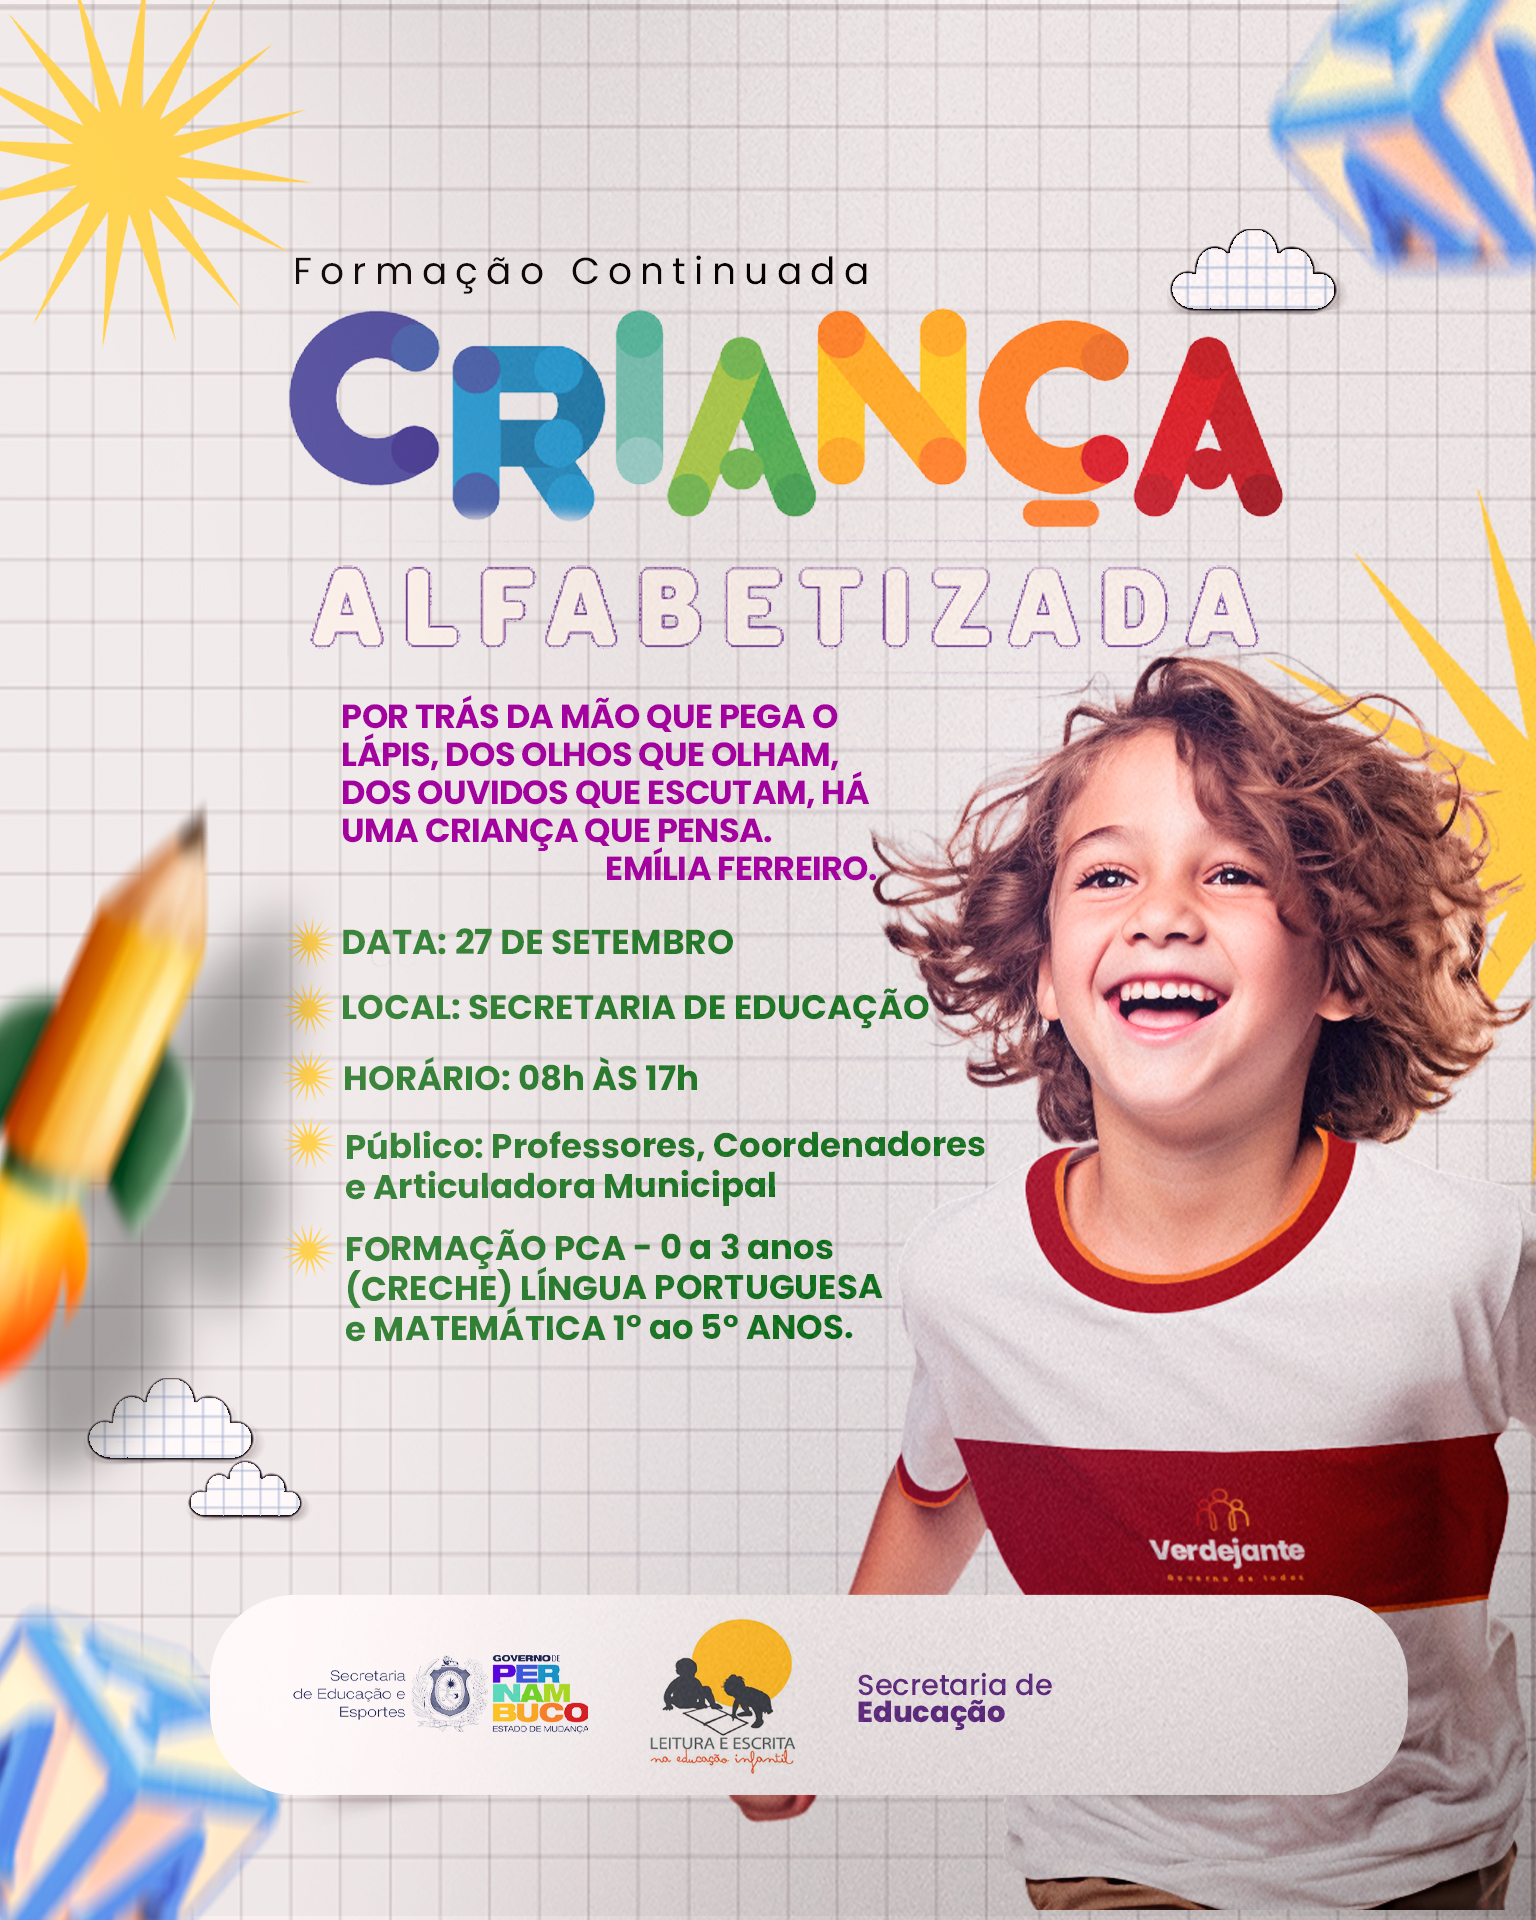 Formação Continuada
CRIANÇA
ALFABETIZADA
POR TRÁS DA MÃO QUE PEGA O
LÁPIS, DOS OLHOS QUE OLHAM,
DOS OUVIDOS QUE ESCUTAM, HÁ
UMA CRIANÇA QUE PENSA.
EMÍLIA FERREIRO.
DATA: 27 DE SETEMBRO
LOCAL: SECRETARIA DE EDUCAÇÃO
HORÁRIO: 08h ÀS 17h
Público: Professores, Coordenadores
e Articuladora Municipal
FORMAÇÃO PCA - 0 a 3 anos
(CRECHE) LÍNGUA PORTUGUESA
e MATEMÁTICA 1º ao 5º ANOS.
Verdejante
Governo de todos
Secretaria
de Educação e
Esportes
GOVERNO DE
PER
NAM
BUCO
ESTADO DE MUDANÇA
LEITURA E ESCRITA
na educação infantil
Secretaria de
Educação